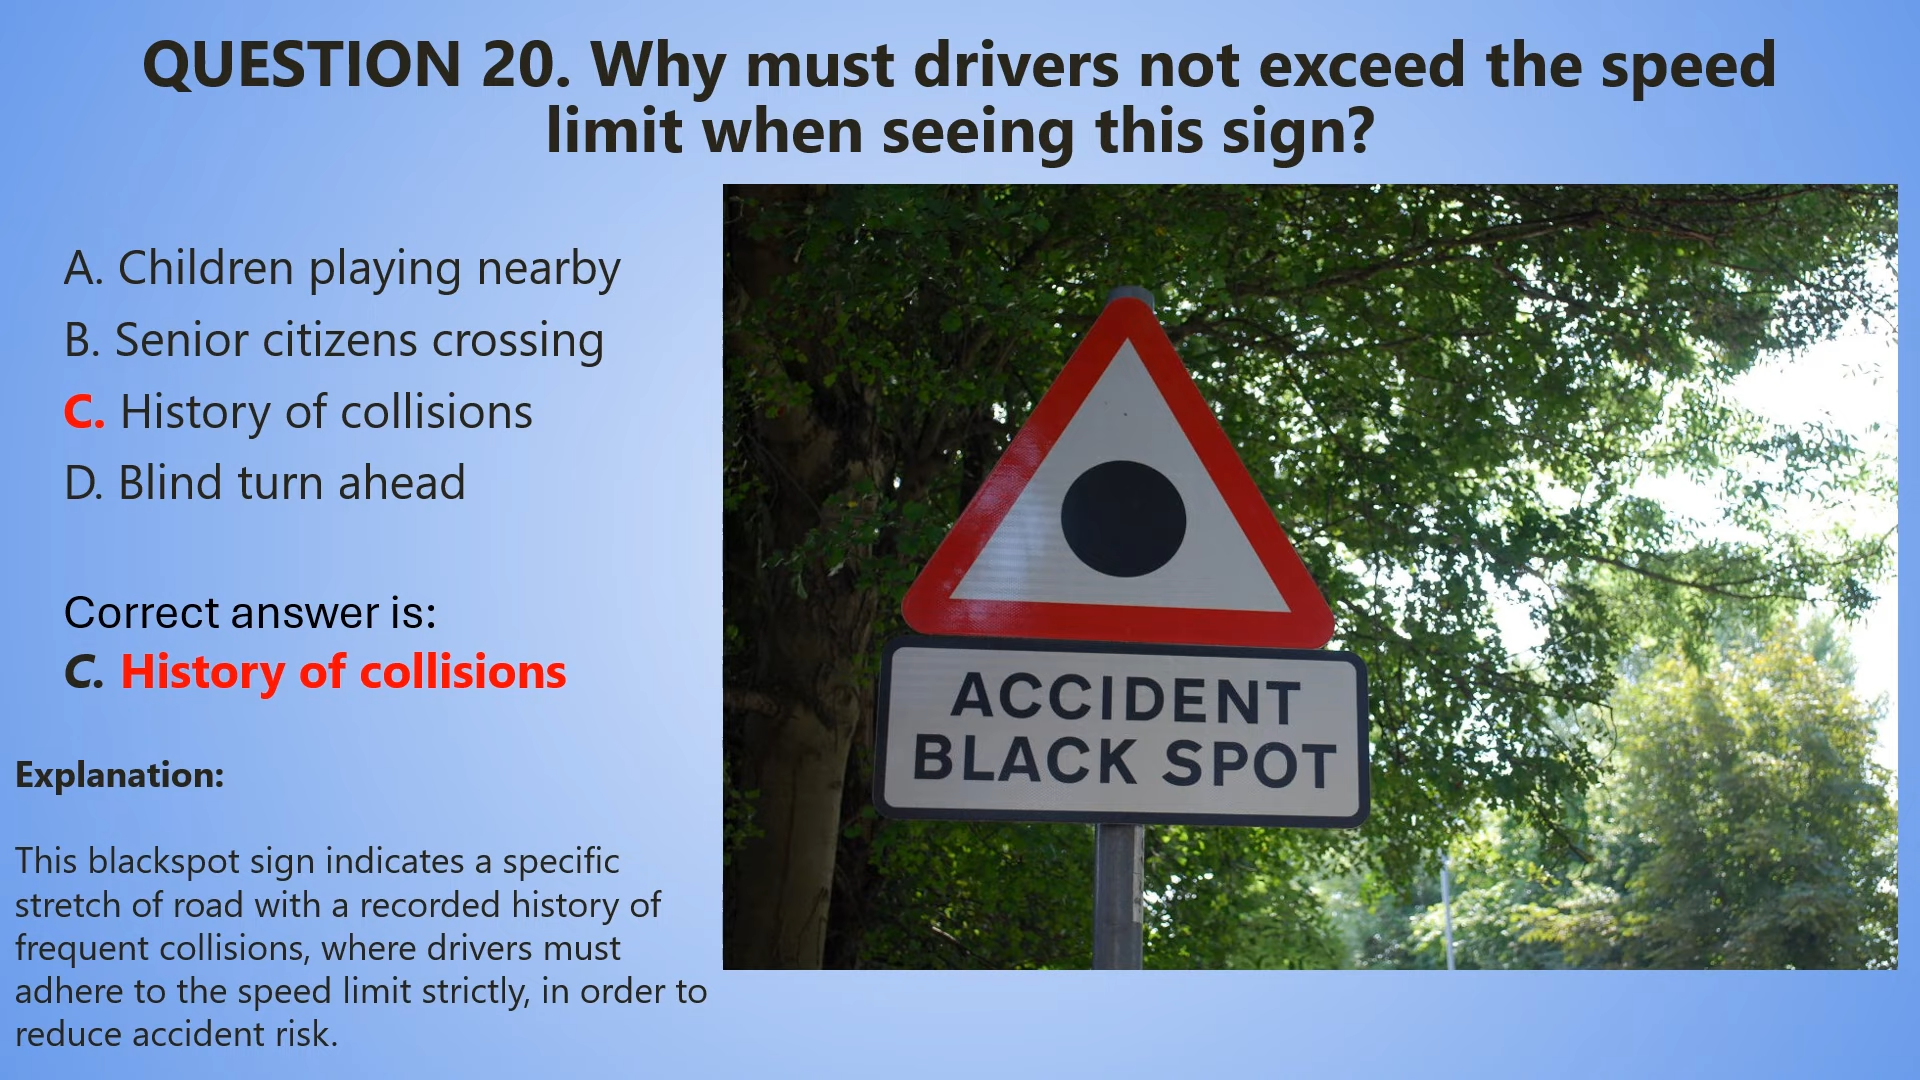 QUESTION 20. Why must drivers not exceed the speed
limit when seeing this sign?
A. Children playing nearby
B. Senior citizens crossing
C. History of collisions
D. Blind turn ahead
Correct answer is:
C. History of collisions
Explanation:
This blackspot sign indicates a specific
stretch of road with a recorded history of
frequent collisions, where drivers must
adhere to the speed limit strictly, in order to
reduce accident risk.
ACCIDENT
BLACK SPOT